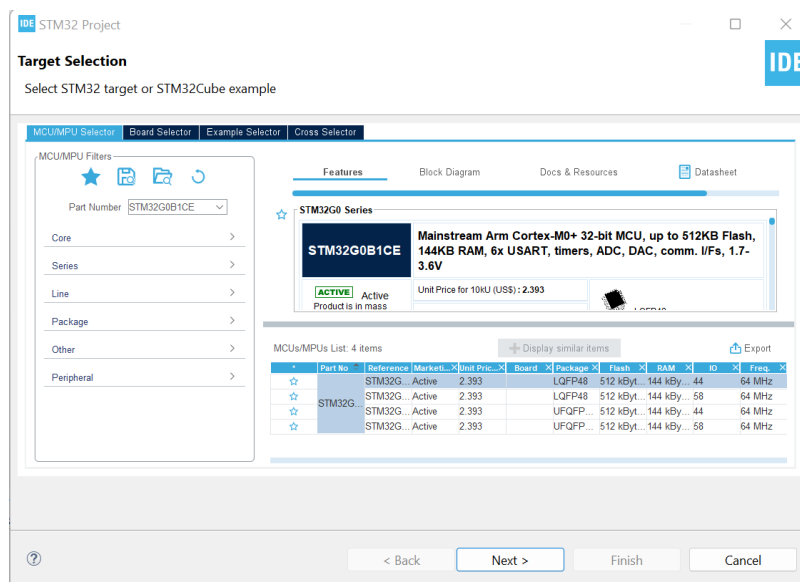 IDE STM32 Project
Target Selection
Select STM32 target or STM32Cube example
IDE
MCU/MPU Selector Board Selector Example Selector Cross Selector
MCU/MPU Filters
Part Number STM32G0B1CE
Core
Series
Line
Package
Other
Peripheral
Features Block Diagram Docs & Resources Datasheet
STM32G0 Series
STM32G0B1CE
Mainstream Arm Cortex-M0+ 32-bit MCU, up to 512KB Flash,
144KB RAM, 6x USART, timers, ADC, DAC, comm. I/Fs, 1.7-
3.6V
ACTIVE Active
Product is in mass
Unit Price for 10kU (US$) : 2.393
MCUs/MPUs List: 4 items
Display similar items
Export
* Part No Reference Marketi... X Unit Pric... X Board X Package X Flash X RAM X IO X Freq. X
STM32G...
STM32G... Active 2.393 LQFP48 512 kByt... 144 kBy... 44 64 MHz
STM32G... Active 2.393 LQFP48 512 kByt... 144 kBy... 58 64 MHz
STM32G... Active 2.393 UFQFP... 512 kByt... 144 kBy... 44 64 MHz
STM32G... Active 2.393 UFQFP... 512 kByt... 144 kBy... 58 64 MHz
? < Back Next > Finish Cancel